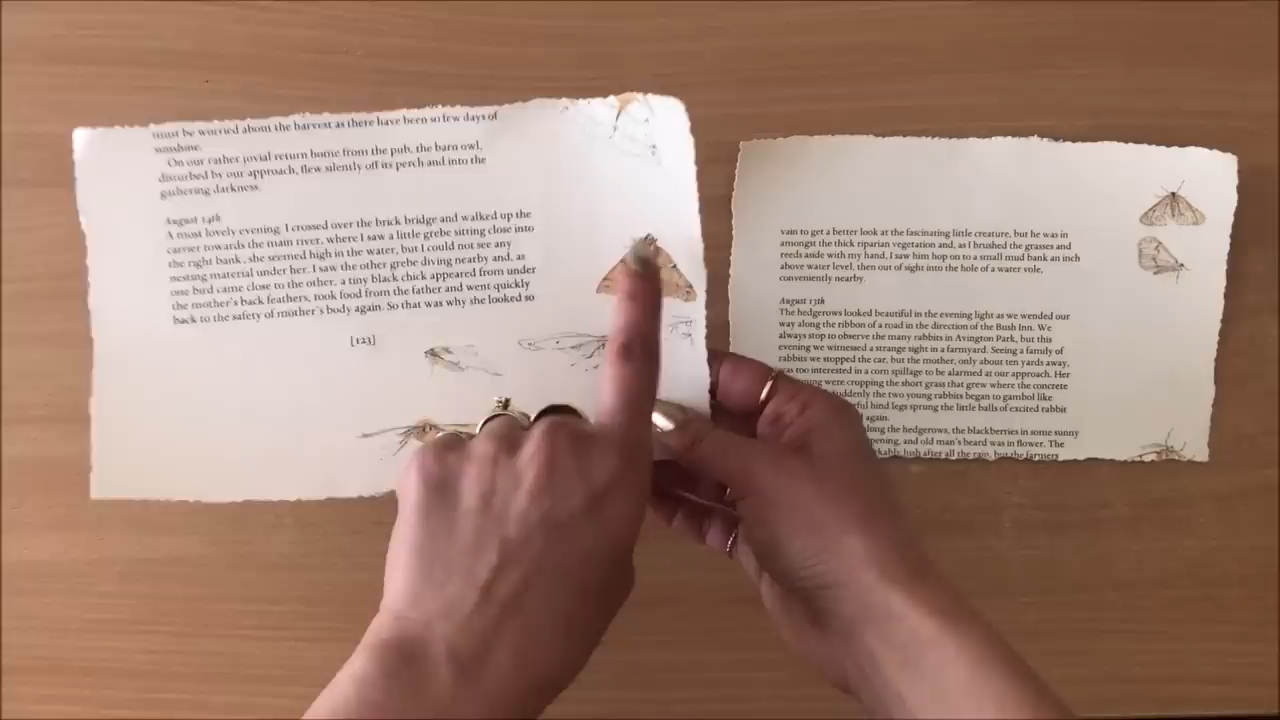 must be worried about the harvest as there have been so few days of
sunshine.
On our rather jovial return home from the pub, the barn owl,
disturbed by our approach, flew silently off its perch and into the
gathering darkness.
August 14th
A most lovely evening. I crossed over the brick bridge and walked up the
carrier towards the main river, where I saw a little grebe sitting close into
the right bank, she seemed high in the water, but I could not see any
nesting material under her. I saw the other grebe diving nearby and, as
one bird came close to the other, a tiny black chick appeared from under
the mother's back feathers, took food from the father and went quickly
back to the safety of mother's body again. So that was why she looked so
[123]
vain to get a better look at the fascinating little creature, but he was in
amongst the thick riparian vegetation and, as I brushed the grasses and
reeds aside with my hand, I saw him hop on to a small mud bank an inch
above water level, then out of sight into the hole of a water vole,
conveniently nearby.
August 13th
The hedgerows looked beautiful in the evening light as we wended our
way along the ribbon of a road in the direction of the Bush Inn. We
always stop to observe the many rabbits in Avington Park, but this
evening we witnessed a strange sight in a farmyard. Seeing a family of
rabbits we stopped the car, but the mother, only about ten yards away,
was too interested in a corn spillage to be alarmed at our approach. Her
were cropping the short grass that grew where the concrete
suddenly the two young rabbits began to gambol like
hind legs sprung the little balls of excited rabbit
again.
along the hedgerows, the blackberries in some sunny
and old man's beard was in flower. The
lush after all the rain, but the farmers